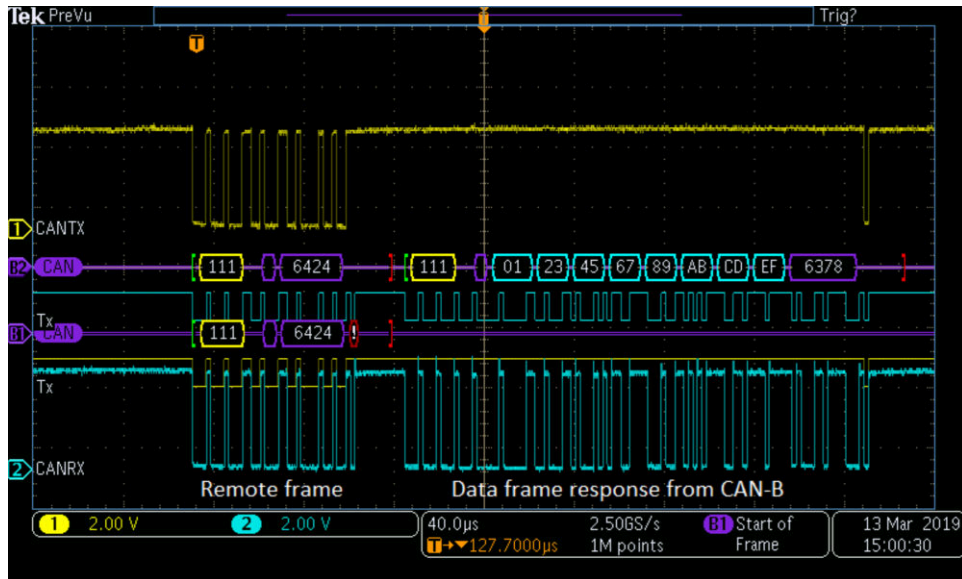 Tek PreVu Trig?
T
T
1 CANTX
B2 CAN 111 6424 111 01 23 45 67 89 AB CD EF 6378
Tx
B1 CAN 111 6424 !
Tx
2 CANRX
Remote frame Data frame response from CAN-B
1 2.00 V 2 2.00 V 40.0µs 2.50GS/s B1 Start of 13 Mar 2019
T→▼127.7000µs 1M points Frame 15:00:30